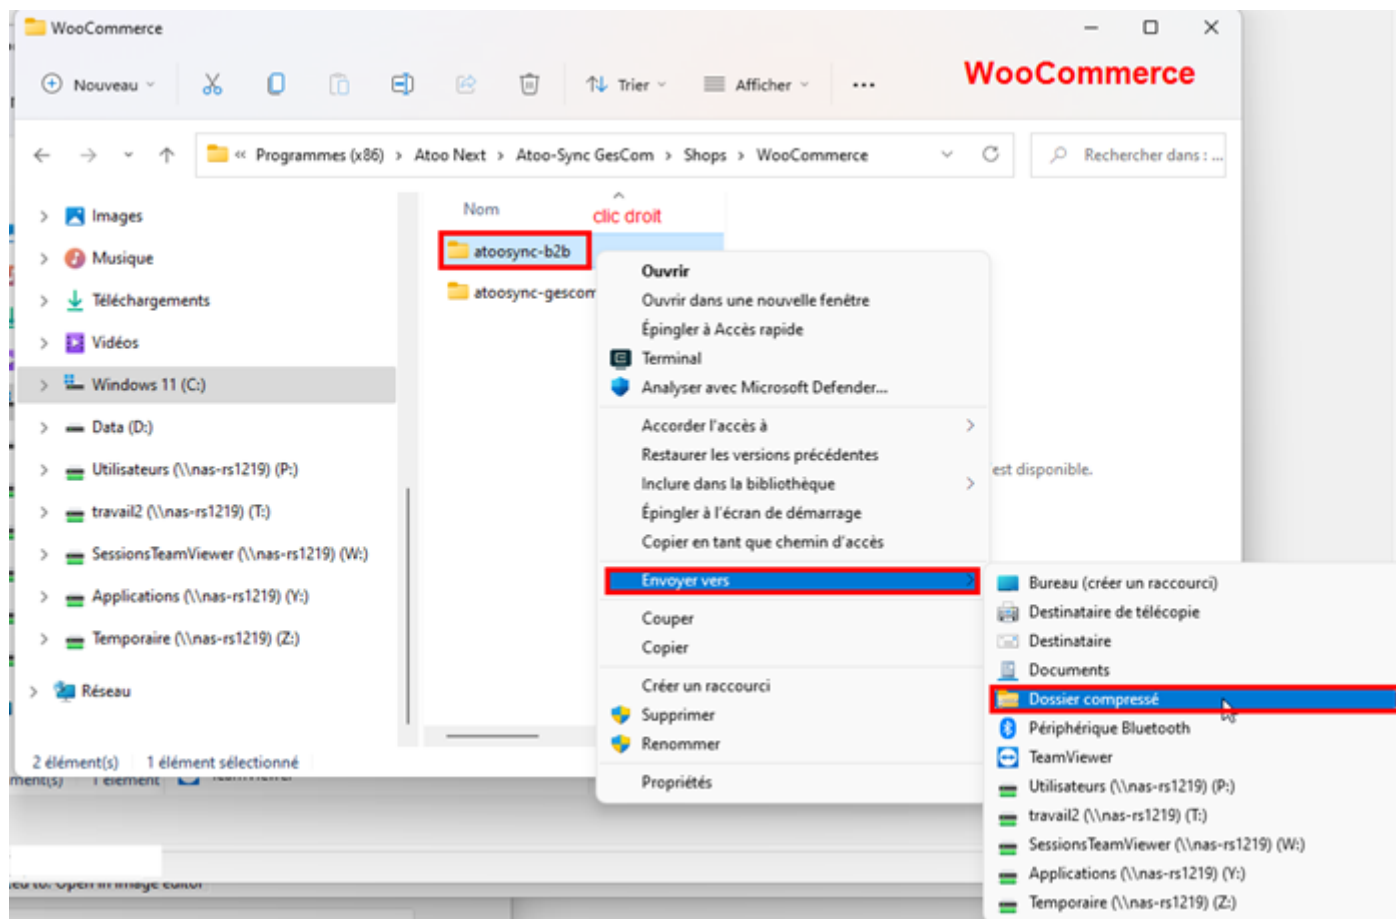 WooCommerce
Nouveau Trier Afficher ...
WooCommerce
« Programmes (x86) > Atoo Next > Atoo-Sync GesCom > Shops > WooCommerce
Rechercher dans : ...
Images
Musique
Téléchargements
Vidéos
Windows 11 (C:)
Data (D:)
Utilisateurs (\\nas-rs1219) (P:)
travail2 (\\nas-rs1219) (T:)
SessionsTeamViewer (\\nas-rs1219) (W:)
Applications (\\nas-rs1219) (Y:)
Temporaire (\\nas-rs1219) (Z:)
Réseau
2 élément(s) 1 élément sélectionné
Nom
clic droit
atoosync-b2b
atoosync-gescom
est disponible.
Ouvrir
Ouvrir dans une nouvelle fenêtre
Épingler à Accès rapide
Terminal
Analyser avec Microsoft Defender...
Accorder l'accès à
Restaurer les versions précédentes
Inclure dans la bibliothèque
Épingler à l'écran de démarrage
Copier en tant que chemin d'accès
Envoyer vers
Couper
Copier
Créer un raccourci
Supprimer
Renommer
Propriétés
Bureau (créer un raccourci)
Destinataire de télécopie
Destinataire
Documents
Dossier compressé
Périphérique Bluetooth
TeamViewer
Utilisateurs (\\nas-rs1219) (P:)
travail2 (\\nas-rs1219) (T:)
SessionsTeamViewer (\\nas-rs1219) (W:)
Applications (\\nas-rs1219) (Y:)
Temporaire (\\nas-rs1219) (Z:)